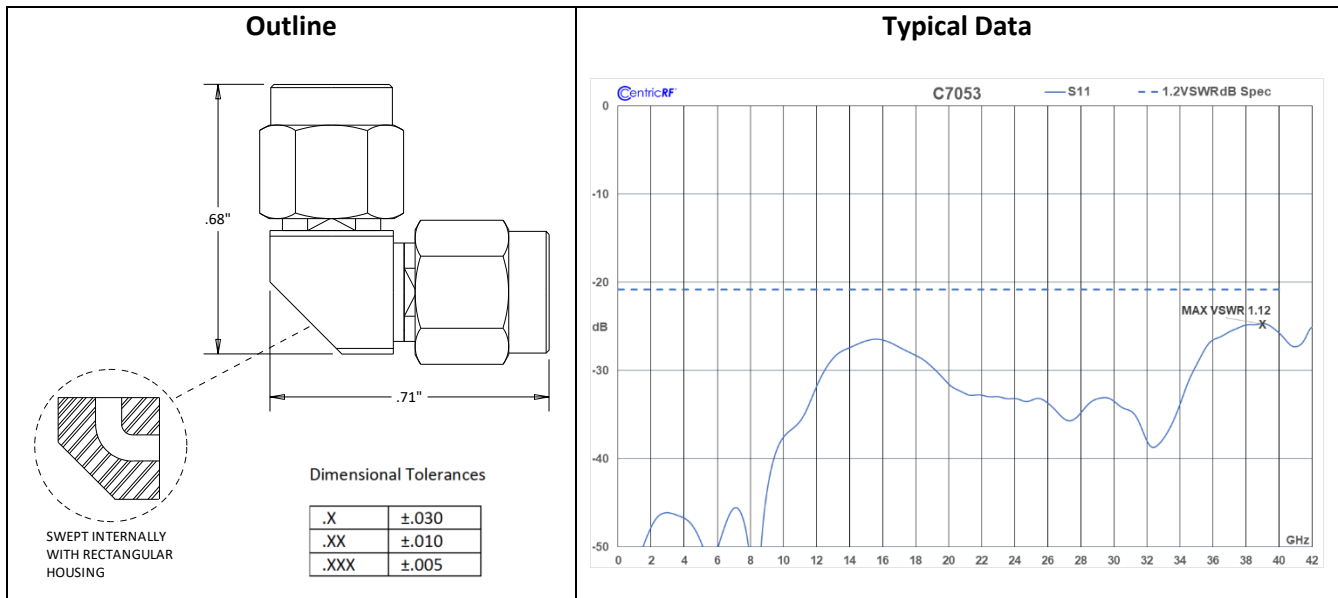 Outline
.68"
.71"
SWEPT INTERNALLY
WITH RECTANGULAR
HOUSING
Dimensional Tolerances
.X ±.030
.XX ±.010
.XXX ±.005
Typical Data
CentricRF
C7053
S11
1.2VSWRdB Spec
0
-10
-20
dB
-30
-40
-50
MAX VSWR 1.12
X
GHz
0 2 4 6 8 10 12 14 16 18 20 22 24 26 28 30 32 34 36 38 40 42